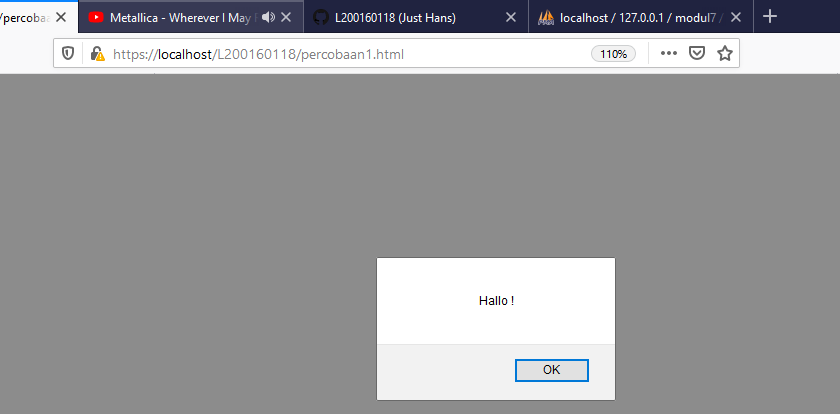 /percobaa
Metallica - Wherever I May
L200160118 (Just Hans)
localhost / 127.0.0.1 / modul7 /
https://localhost/L200160118/percobaan1.html
110%
Hallo !
OK